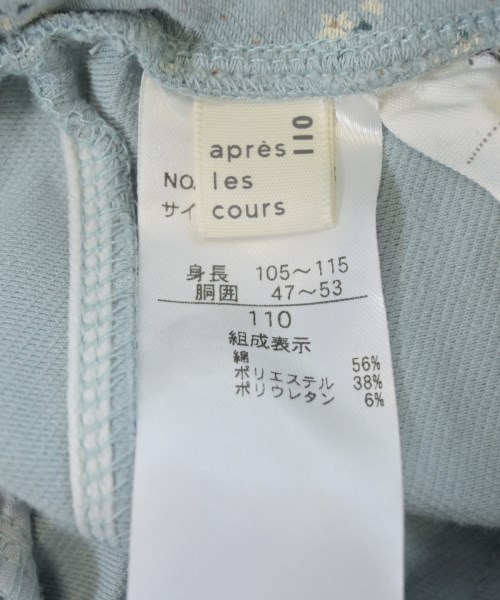 après
les
cours
110
NO.
サイ
身長 105～115
胴囲 47～53
110
組成表示
綿 56%
ポリエステル 38%
ポリウレタン 6%